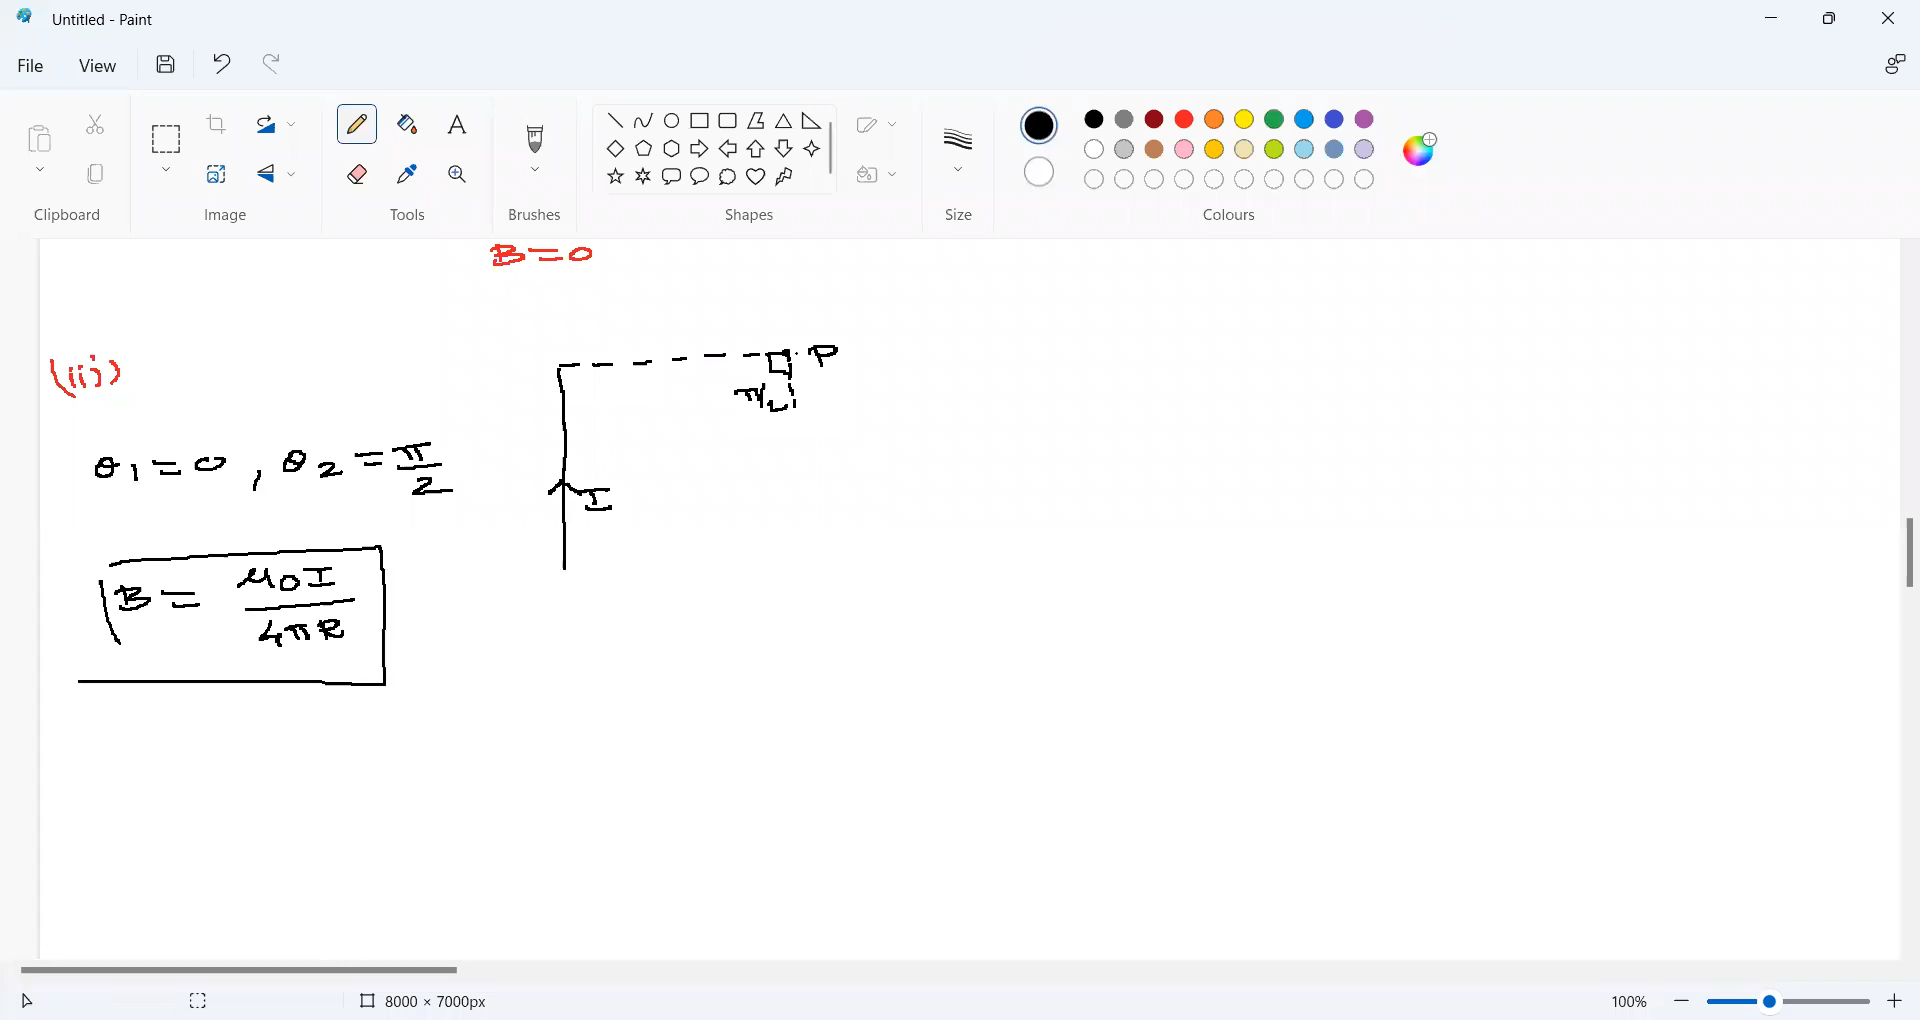 Untitled - Paint
File View
Clipboard Image Tools Brushes Shapes Size Colours
B=0
(ii)
P
π/2
θ1=0, θ2=π/2
I
B= μ0I/4πR
8000 × 7000px
100%